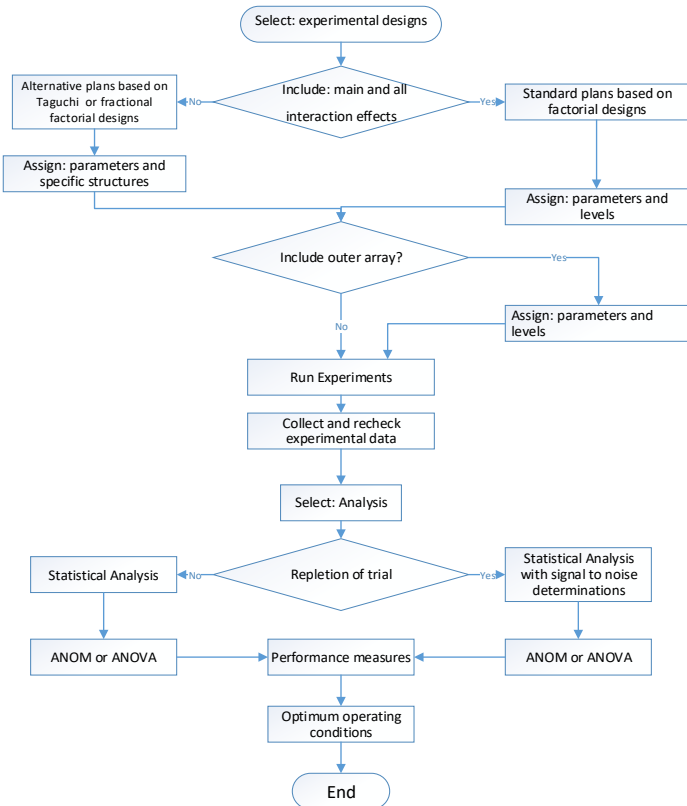 Select: experimental designs
Alternative plans based on
Taguchi or fractional
factorial designs
No
Include: main and all
interaction effects
Yes
Standard plans based on
factorial designs
Assign: parameters and
specific structures
Assign: parameters and
levels
Include outer array?
Yes
No
Assign: parameters and
levels
Run Experiments
Collect and recheck
experimental data
Select: Analysis
Statistical Analysis
No
Repletion of trial
Yes
Statistical Analysis
with signal to noise
determinations
ANOM or ANOVA
Performance measures
ANOM or ANOVA
Optimum operating
conditions
End